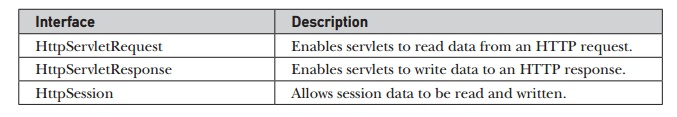 Interface Description
HttpServletRequest Enables servlets to read data from an HTTP request.
HttpServletResponse Enables servlets to write data to an HTTP response.
HttpSession Allows session data to be read and written.